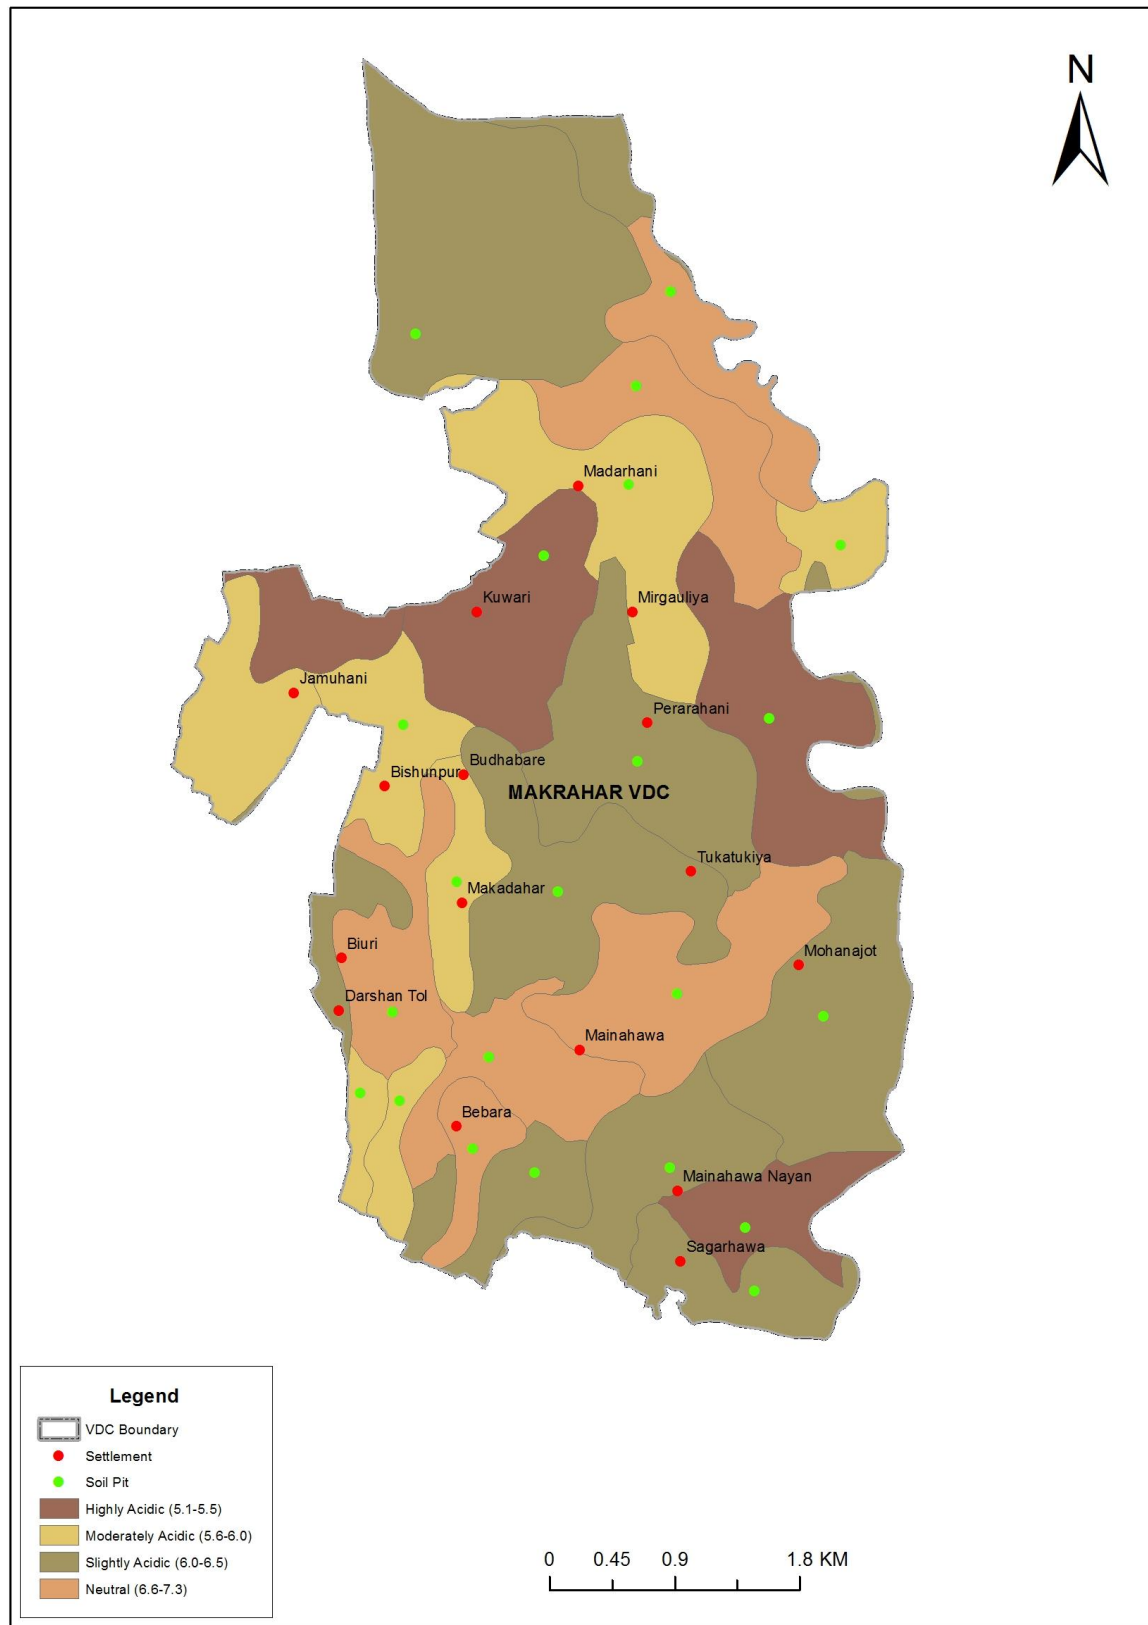 N
Madarhani
Kuwari
Mirgauliya
Jamuhani
Perarahani
Budhabare
Bishunpur
MAKRAHAR VDC
Tukatukiya
Makadahar
Biuri
Mohanajot
Darshan Tol
Mainahawa
Bebara
Mainahawa Nayan
Sagarhawa
Legend
VDC Boundary
Settlement
Soil Pit
Highly Acidic (5.1-5.5)
Moderately Acidic (5.6-6.0)
Slightly Acidic (6.0-6.5)
Neutral (6.6-7.3)
0 0.45 0.9 1.8 KM